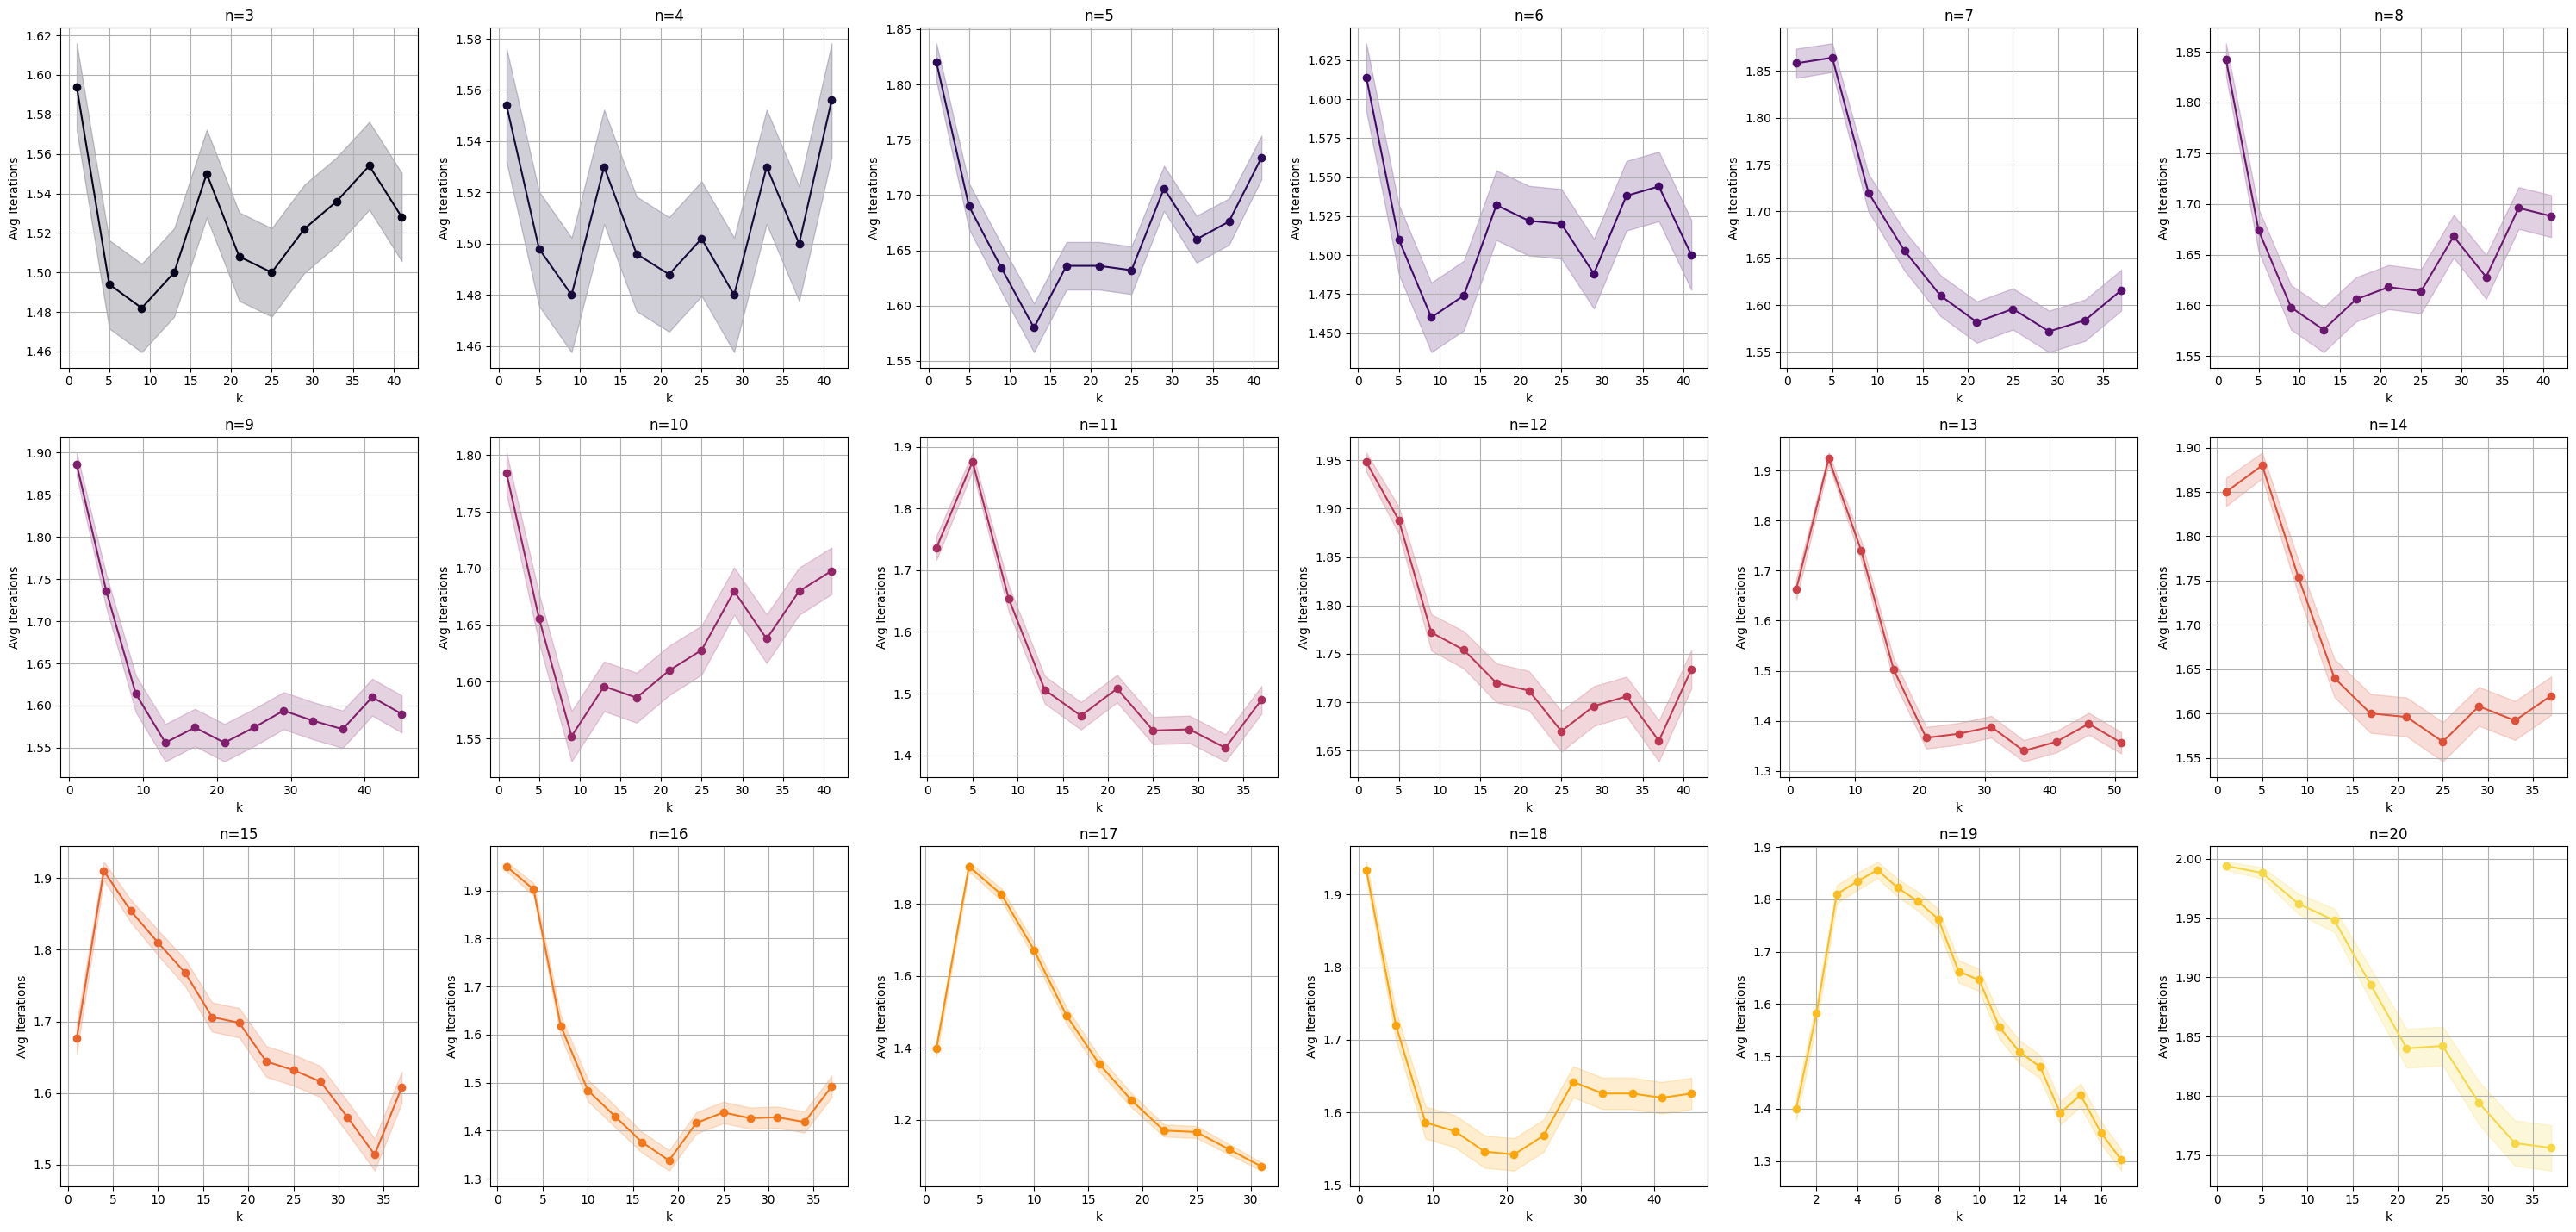 n=3 n=4 n=5 n=6 n=7 n=8
1.62 1.60 1.58 1.56 1.54 1.52 1.50 1.48 1.46
Avg Iterations
0 5 10 15 20 25 30 35 40
k
1.58 1.56 1.54 1.52 1.50 1.48 1.46
Avg Iterations
0 5 10 15 20 25 30 35 40
k
1.85 1.80 1.75 1.70 1.65 1.60 1.55
Avg Iterations
0 5 10 15 20 25 30 35 40
k
1.625 1.600 1.575 1.550 1.525 1.500 1.475 1.450
Avg Iterations
0 5 10 15 20 25 30 35 40
k
1.85 1.80 1.75 1.70 1.65 1.60 1.55
Avg Iterations
0 5 10 15 20 25 30 35
k
1.85 1.80 1.75 1.70 1.65 1.60 1.55
Avg Iterations
0 5 10 15 20 25 30 35 40
k
n=9 n=10 n=11 n=12 n=13 n=14
1.90 1.85 1.80 1.75 1.70 1.65 1.60 1.55
Avg Iterations
0 10 20 30 40
k
1.80 1.75 1.70 1.65 1.60 1.55
Avg Iterations
0 5 10 15 20 25 30 35 40
k
1.9 1.8 1.7 1.6 1.5 1.4
Avg Iterations
0 5 10 15 20 25 30 35
k
1.95 1.90 1.85 1.80 1.75 1.70 1.65
Avg Iterations
0 5 10 15 20 25 30 35 40
k
1.9 1.8 1.7 1.6 1.5 1.4 1.3
Avg Iterations
0 10 20 30 40 50
k
1.90 1.85 1.80 1.75 1.70 1.65 1.60 1.55
Avg Iterations
0 5 10 15 20 25 30 35
k
n=15 n=16 n=17 n=18 n=19 n=20
1.9 1.8 1.7 1.6 1.5
Avg Iterations
0 5 10 15 20 25 30 35
k
1.9 1.8 1.7 1.6 1.5 1.4 1.3
Avg Iterations
0 5 10 15 20 25 30 35
k
1.8 1.6 1.4 1.2
Avg Iterations
0 5 10 15 20 25 30
k
1.9 1.8 1.7 1.6 1.5
Avg Iterations
0 10 20 30 40
k
1.9 1.8 1.7 1.6 1.5 1.4 1.3
Avg Iterations
2 4 6 8 10 12 14 16
k
2.00 1.95 1.90 1.85 1.80 1.75
Avg Iterations
0 5 10 15 20 25 30 35
k